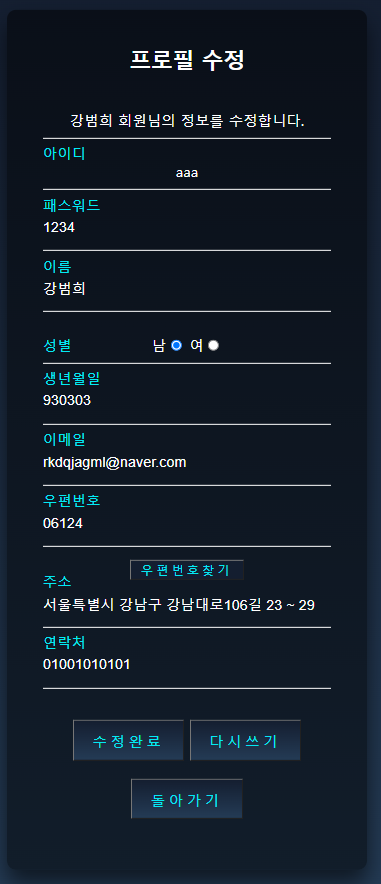 프로필 수정
강범희 회원님의 정보를 수정합니다.
아이디
aaa
패스워드
1234
이름
강범희
성별 남 여
생년월일
930303
이메일
rkdqjagml@naver.com
우편번호
06124
우편번호찾기
주소
서울특별시 강남구 강남대로106길 23 ~ 29
연락처
01001010101
수정완료 다시쓰기
돌아가기